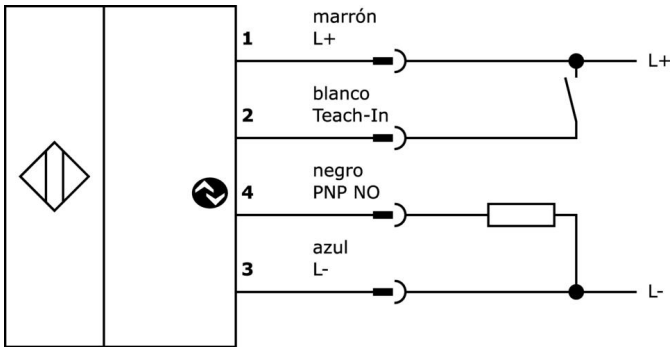 marrón
1 L+
L+
blanco
2 Teach-In
negro
4 PNP NO
azul
3 L-
L-